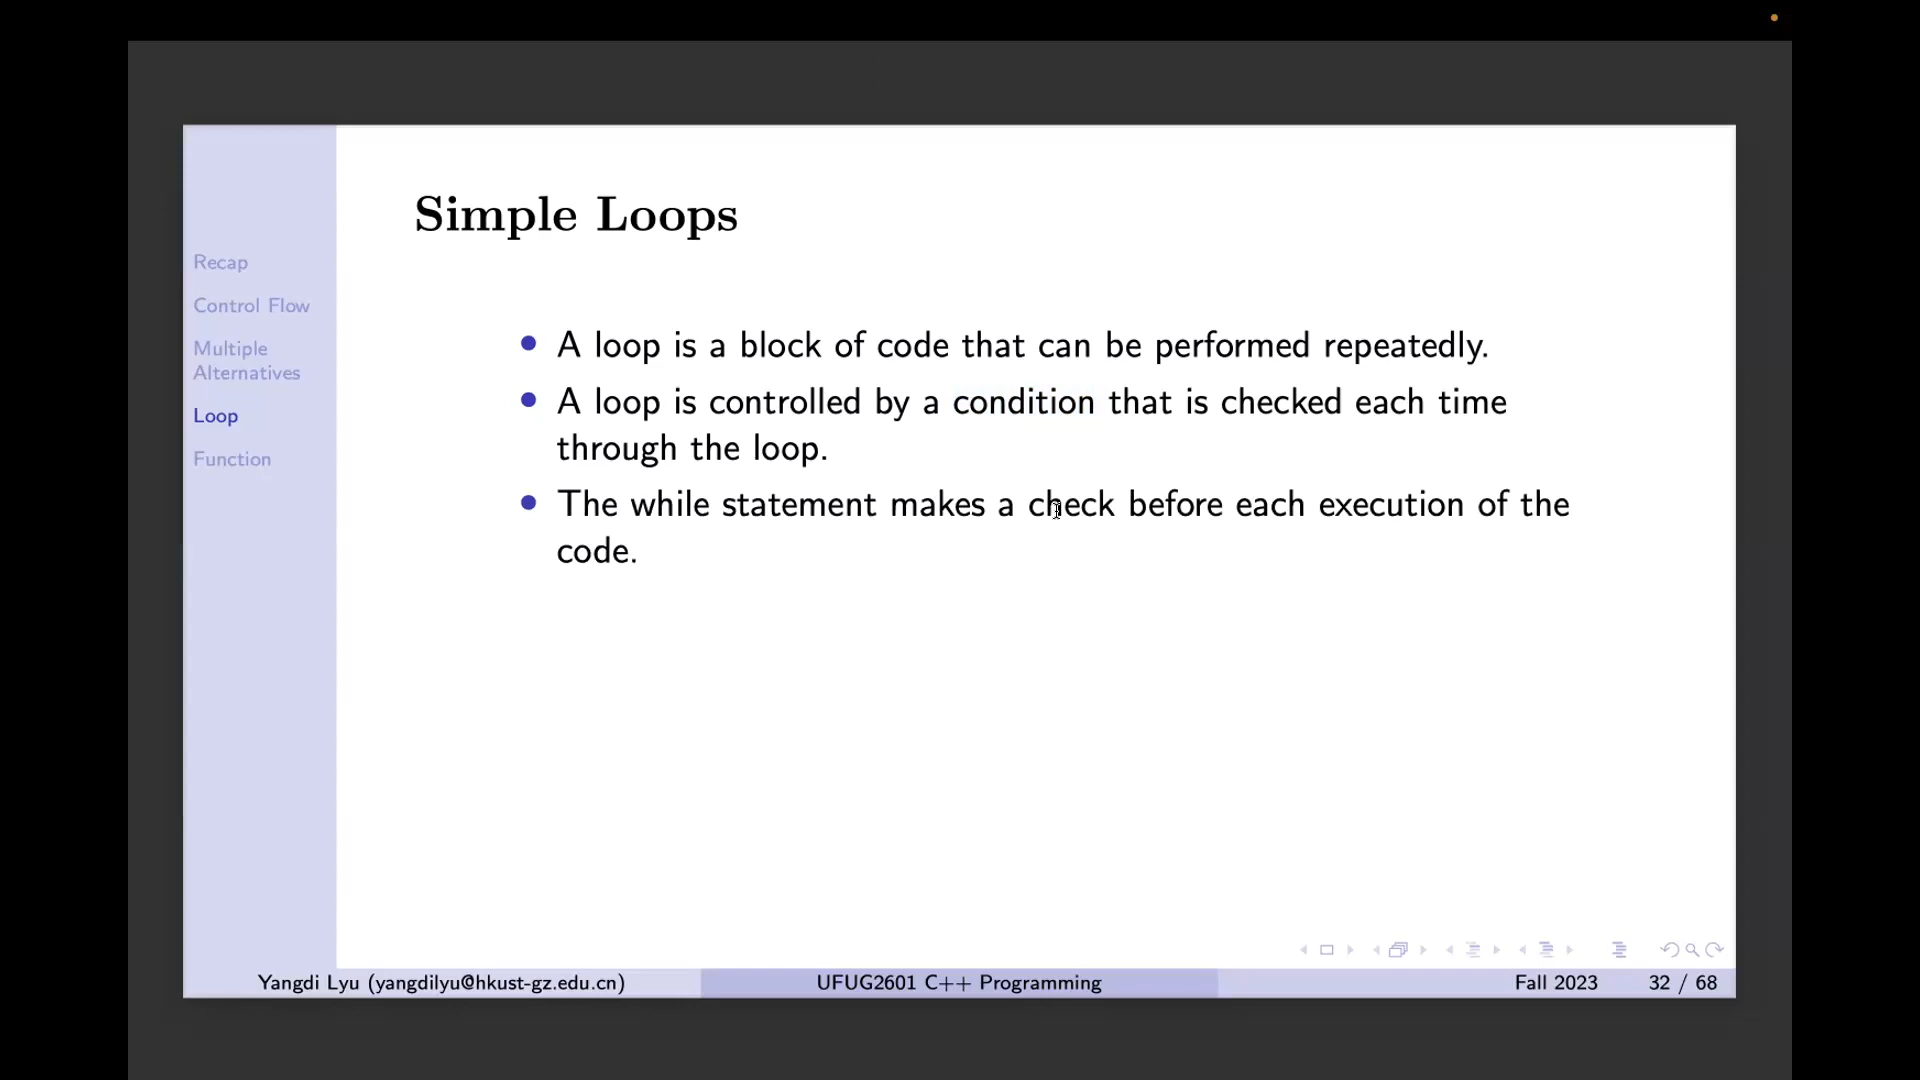 Simple Loops
Recap
Control Flow
Multiple
Alternatives
Loop
Function
A loop is a block of code that can be performed repeatedly.
A loop is controlled by a condition that is checked each time
through the loop.
The while statement makes a check before each execution of the
code.
Yangdi Lyu (yangdilyu@hkust-gz.edu.cn)
UFUG2601 C++ Programming
Fall 2023
32 / 68